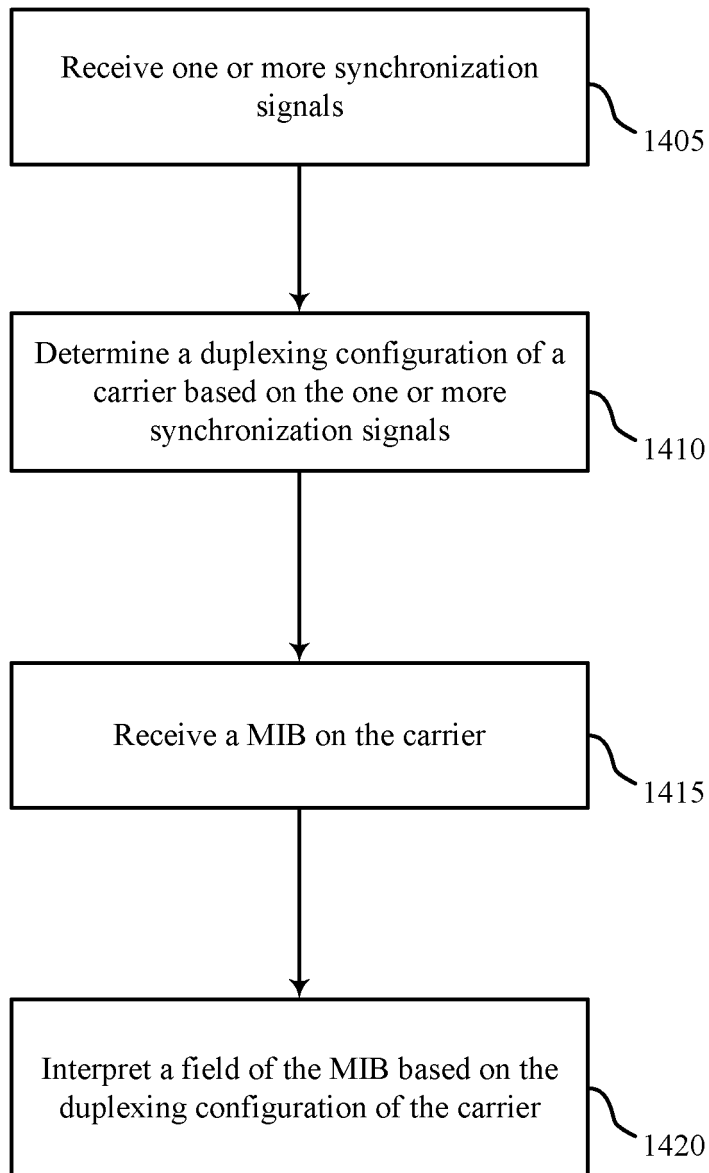 Receive one or more synchronization
signals
1405
Determine a duplexing configuration of a
carrier based on the one or more
synchronization signals
1410
Receive a MIB on the carrier
1415
Interpret a field of the MIB based on the
duplexing configuration of the carrier
1420